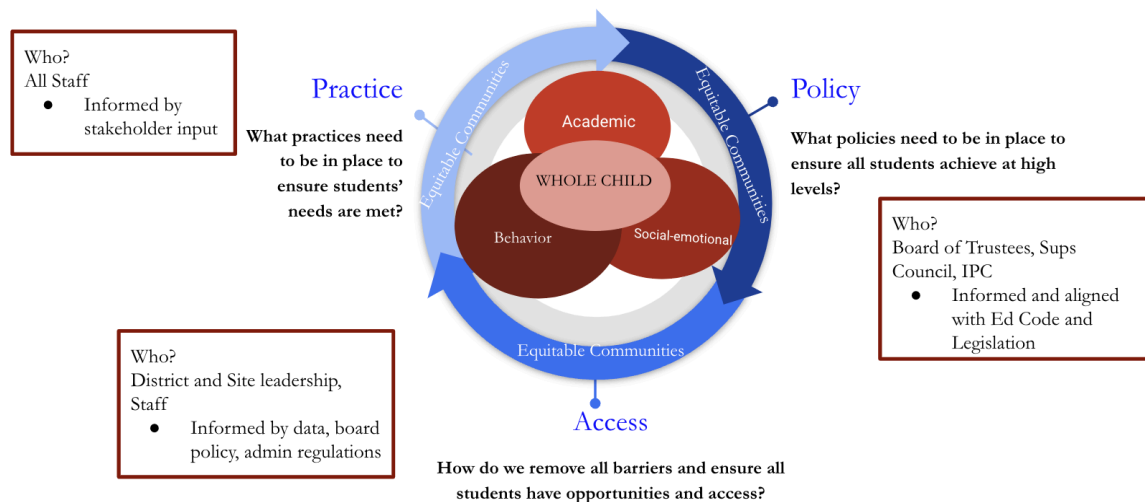 Who?
All Staff
● Informed by
stakeholder input
Practice
What practices need
to be in place to
ensure students’
needs are met?
Equitable Communities
Equitable Communities
Equitable Communities
Academic
WHOLE CHILD
Behavior
Social-emotional
Policy
What policies need to be in place to
ensure all students achieve at high
levels?
Who?
Board of Trustees, Sups
Council, IPC
● Informed and aligned
with Ed Code and
Legislation
Who?
District and Site leadership,
Staff
● Informed by data, board
policy, admin regulations
Access
How do we remove all barriers and ensure all
students have opportunities and access?